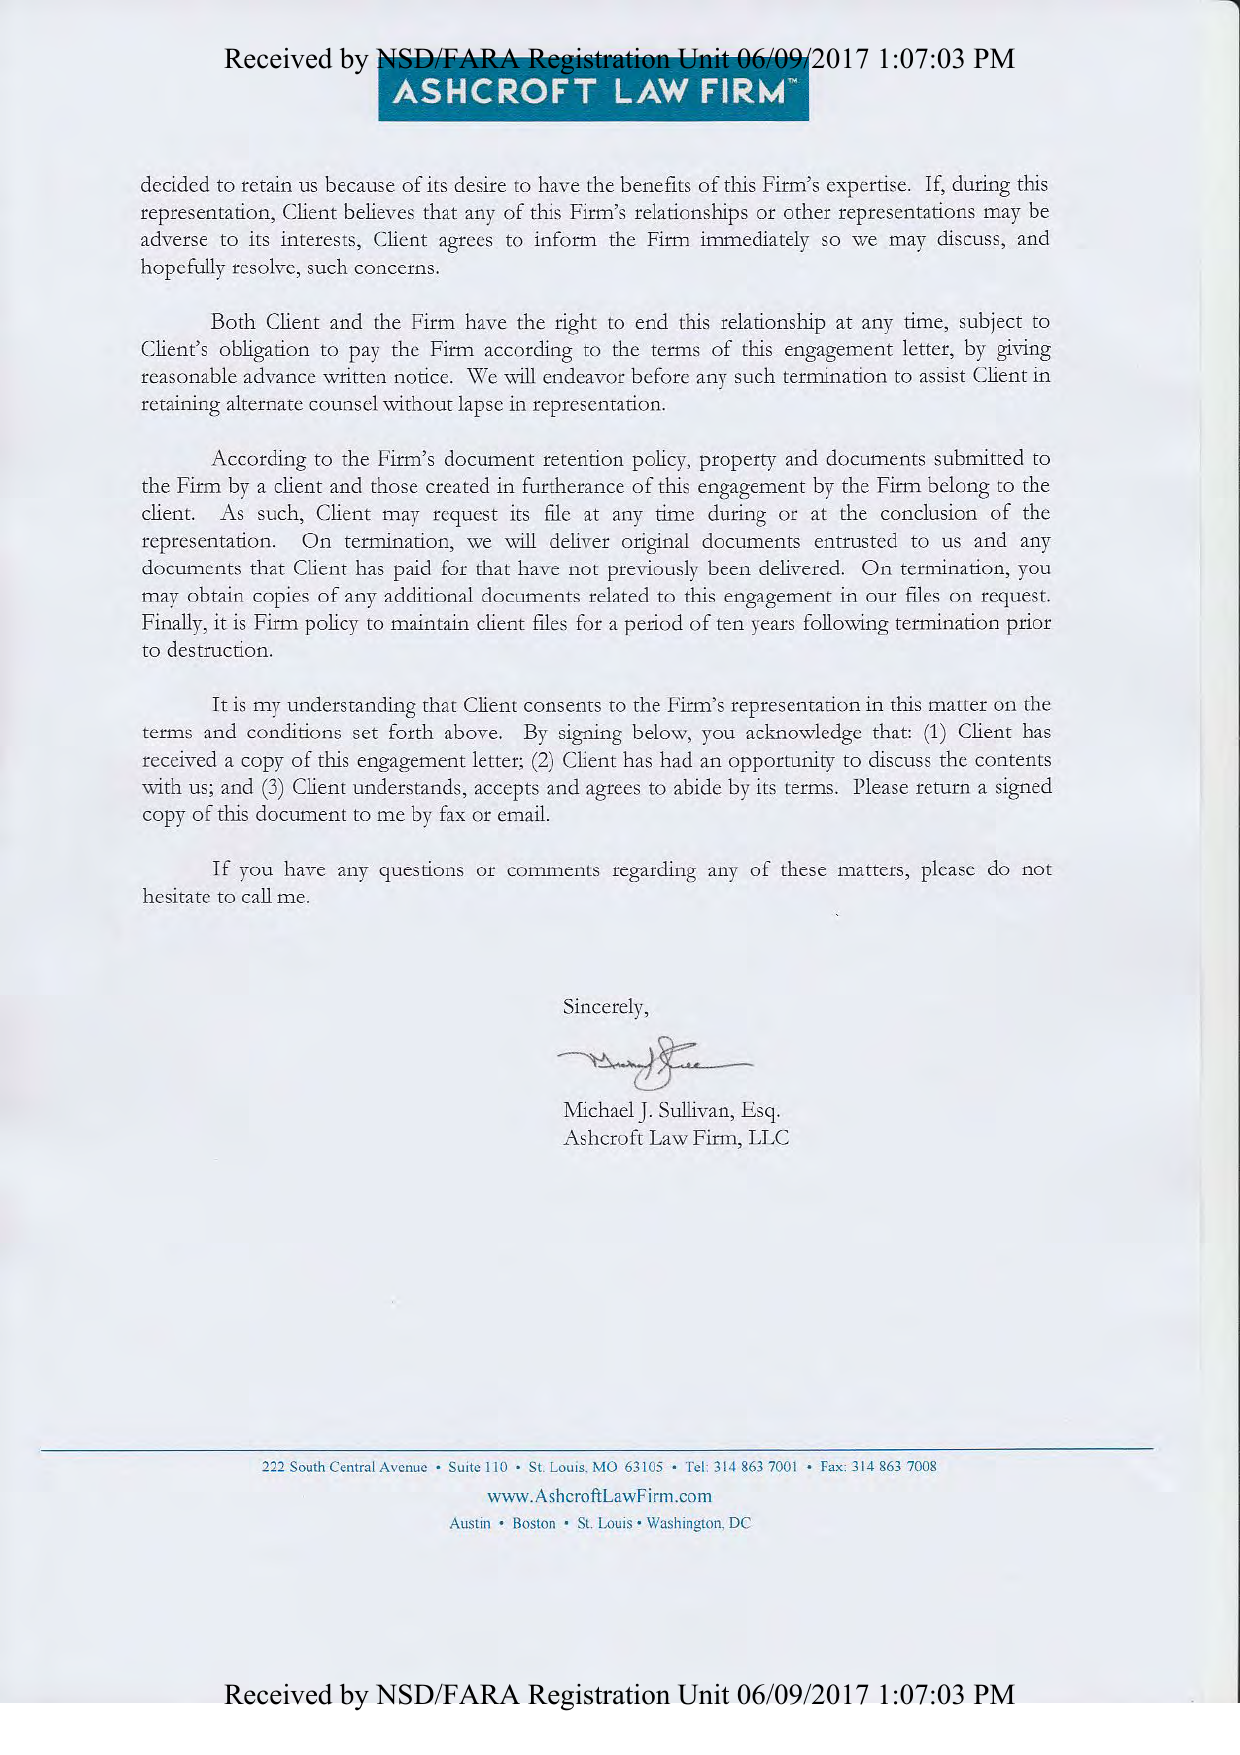 Received by NSD/FARA Registration Unit 06/09/2017 1:07:03 PM
ASHCROFT LAW FIRM™
decided to retain us because of its desire to have the benefits of this Firm's expertise. If, during this
representation, Client believes that any of this Firm's relationships or other representations may be
adverse to its interests, Client agrees to inform the Firm immediately so we may discuss, and
hopefully resolve, such concerns.
Both Client and the Firm have the right to end this relationship at any time, subject to
Client's obligation to pay the Firm according to the terms of this engagement letter, by giving
reasonable advance written notice. We will endeavor before any such termination to assist Client in
retaining alternate counsel without lapse in representation.
According to the Firm's document retention policy, property and documents submitted to
the Firm by a client and those created in furtherance of this engagement by the Firm belong to the
client. As such, Client may request its file at any time during or at the conclusion of the
representation. On termination, we will deliver original documents entrusted to us and any
documents that Client has paid for that have not previously been delivered. On termination, you
may obtain copies of any additional documents related to this engagement in our files on request.
Finally, it is Firm policy to maintain client files for a period of ten years following termination prior
to destruction.
It is my understanding that Client consents to the Firm's representation in this matter on the
terms and conditions set forth above. By signing below, you acknowledge that: (1) Client has
received a copy of this engagement letter; (2) Client has had an opportunity to discuss the contents
with us; and (3) Client understands, accepts and agrees to abide by its terms. Please return a signed
copy of this document to me by fax or email.
If you have any questions or comments regarding any of these matters, please do not
hesitate to call me.
Sincerely,
Michael J. Sullivan, Esq.
Ashcroft Law Firm, LLC
222 South Central Avenue • Suite 110 • St. Louis, MO 63105 • Tel: 314 863 7001 • Fax: 314 863 7008
www.AshcroftLawFirm.com
Austin • Boston • St. Louis • Washington, DC
Received by NSD/FARA Registration Unit 06/09/2017 1:07:03 PM